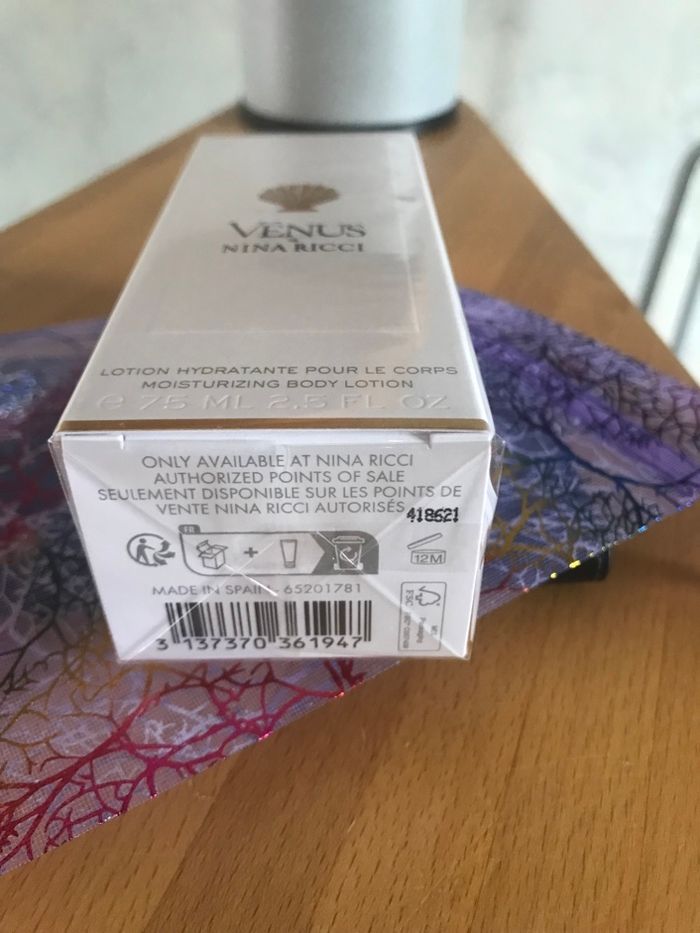 VENUS
NINA RICCI
LOTION HYDRATANTE POUR LE CORPS
MOISTURIZING BODY LOTION
℮ 75 ML 2.5 FL OZ
ONLY AVAILABLE AT NINA RICCI
AUTHORIZED POINTS OF SALE
SEULEMENT DISPONIBLE SUR LES POINTS DE
VENTE NINA RICCI AUTORISÉS
418621
FR
+
12M
MADE IN SPAIN - 65201781
3 137370 361947
FSC